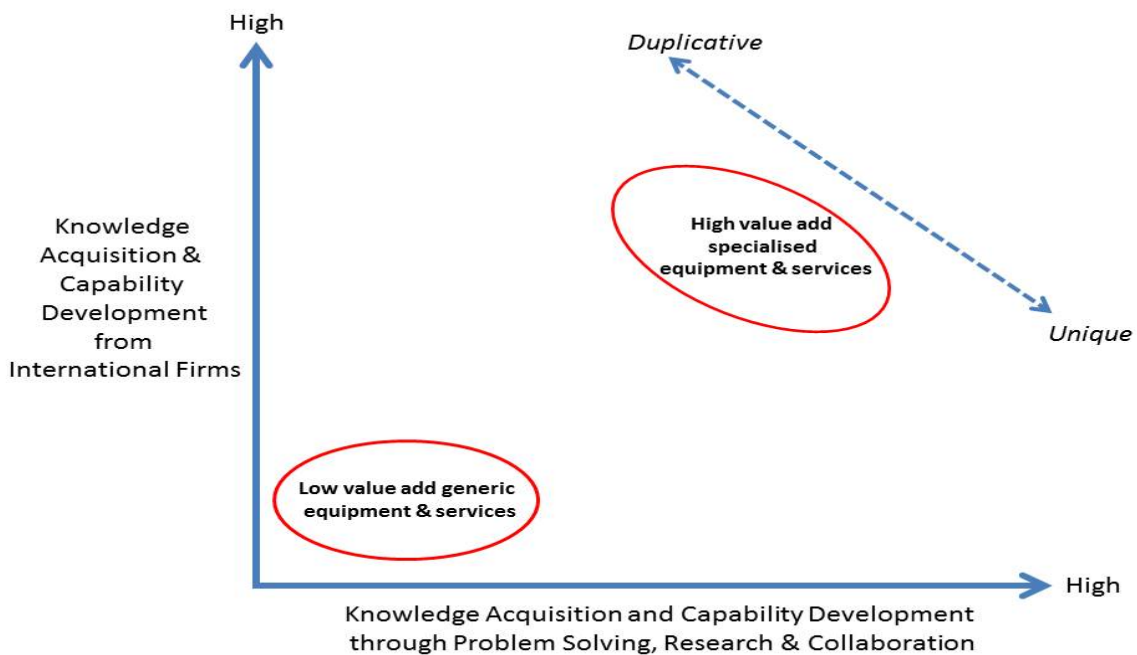 High
Duplicative
Knowledge
Acquisition &
Capability
Development
from
International Firms
High value add
specialised
equipment & services
Unique
Low value add generic
equipment & services
High
Knowledge Acquisition and Capability Development
through Problem Solving, Research & Collaboration